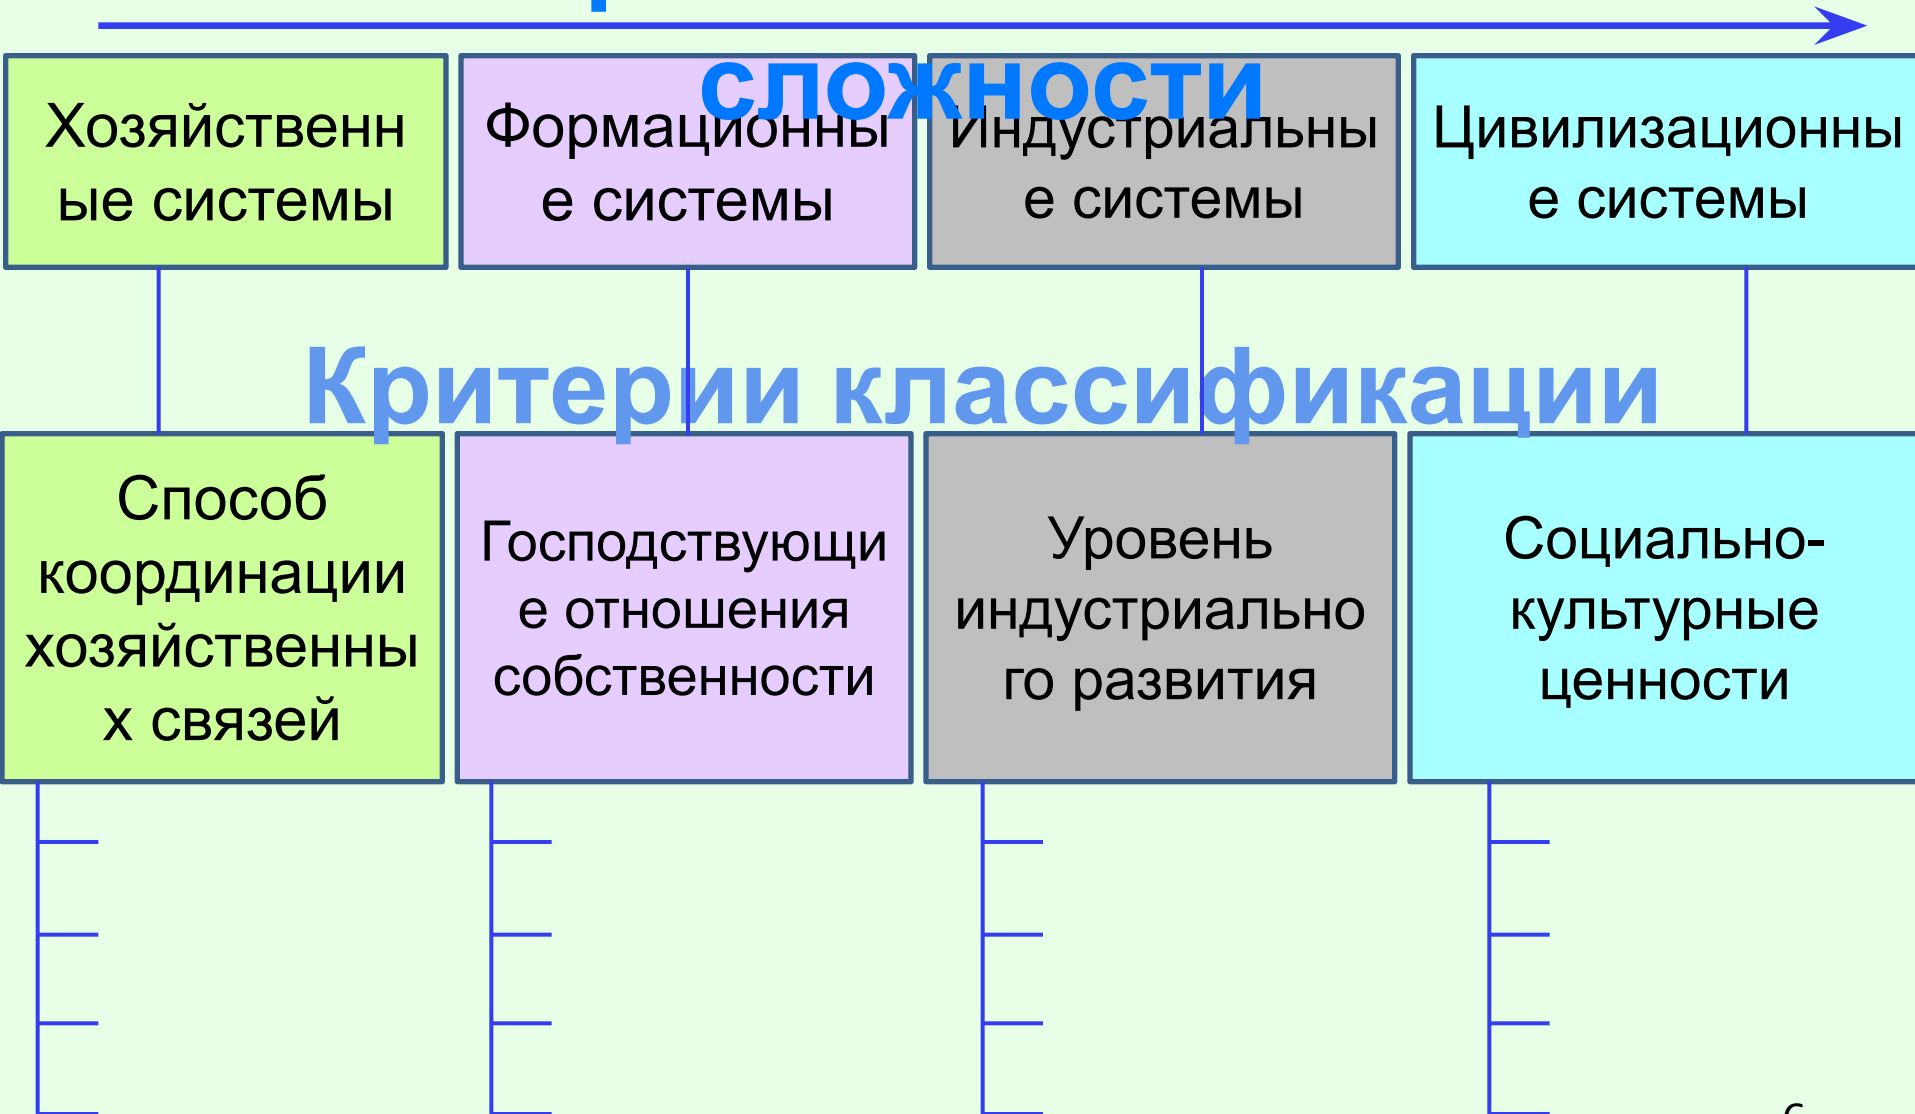 сложности
Хозяйственн
ые системы
Формационны
е системы
Индустриальны
е системы
Цивилизационны
е системы
Критерии классификации
Способ
координации
хозяйственны
х связей
Господствующи
е отношения
собственности
Уровень
индустриально
го развития
Социально-
культурные
ценности